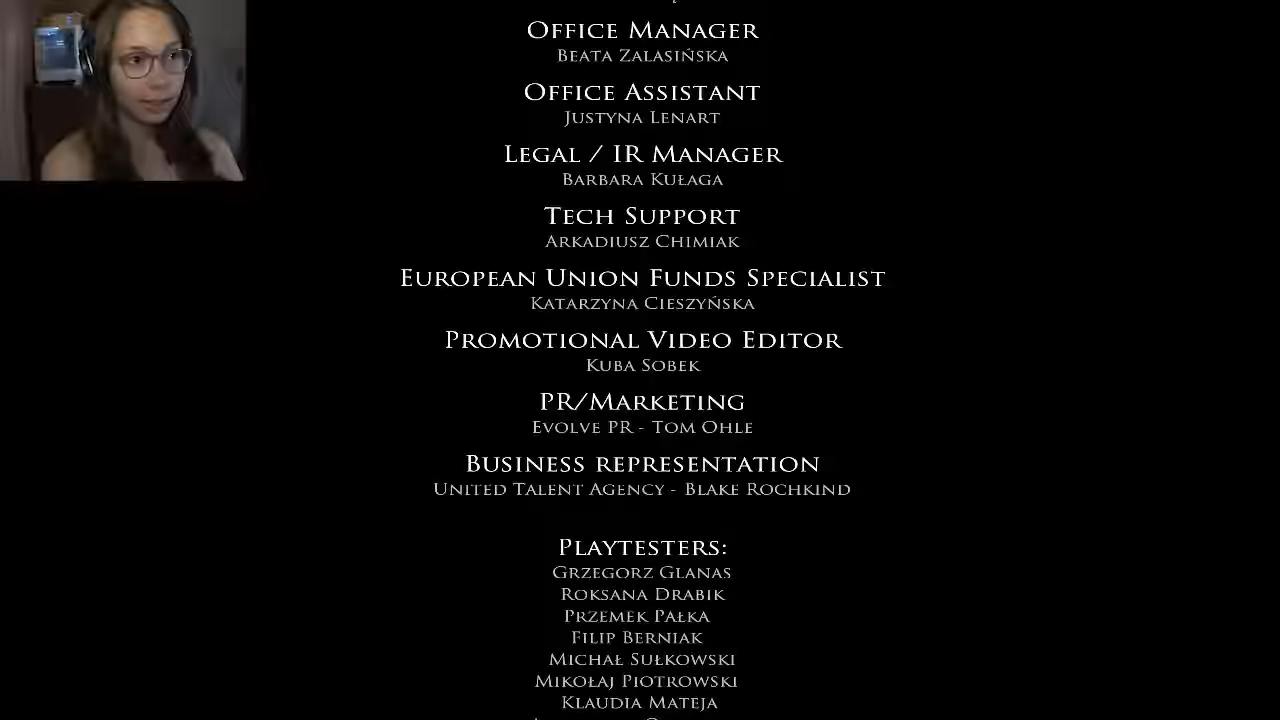 Office Manager
Beata Zalasińska
Office Assistant
Justyna Lenart
Legal / IR Manager
Barbara Kułaga
Tech Support
Arkadiusz Chimiak
European Union Funds Specialist
Katarzyna Cieszyńska
Promotional Video Editor
Kuba Sobek
PR/Marketing
Evolve PR - Tom Ohle
Business representation
United Talent Agency - Blake Rochkind
Playtesters:
Grzegorz Glanas
Roksana Drabik
Przemek Pałka
Filip Berniak
Michał Sułkowski
Mikołaj Piotrowski
Klaudia Mateja